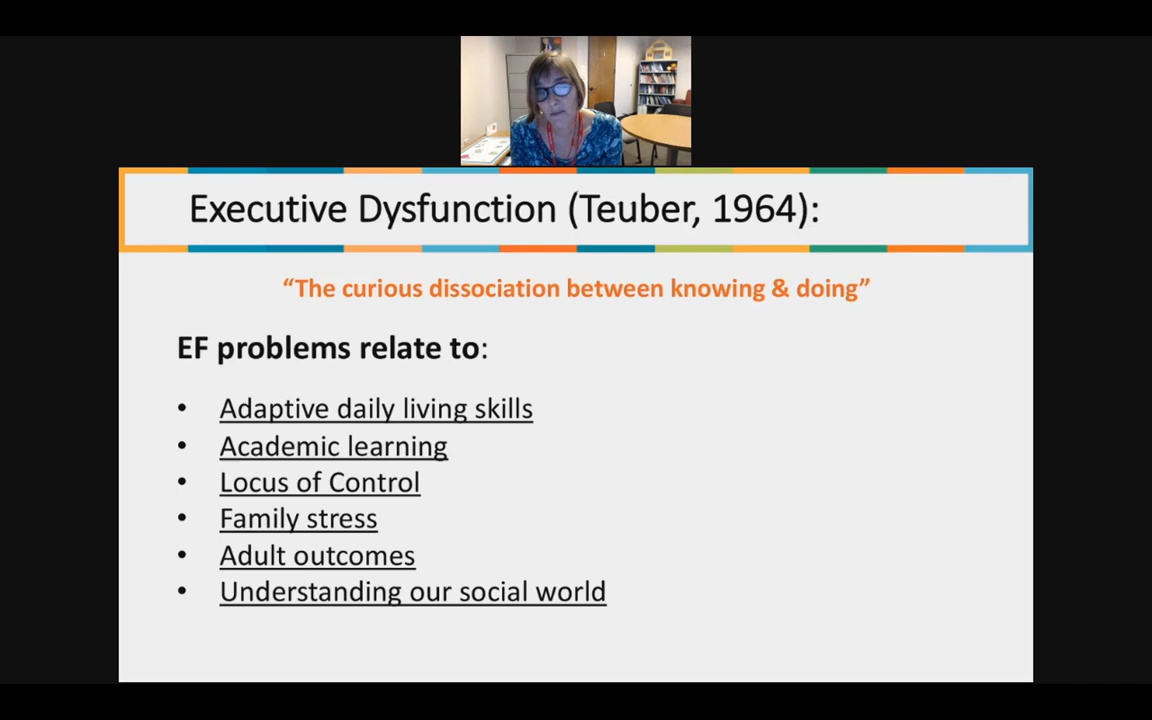 Executive Dysfunction (Teuber, 1964):
“The curious dissociation between knowing & doing”
EF problems relate to:
• Adaptive daily living skills
• Academic learning
• Locus of Control
• Family stress
• Adult outcomes
• Understanding our social world